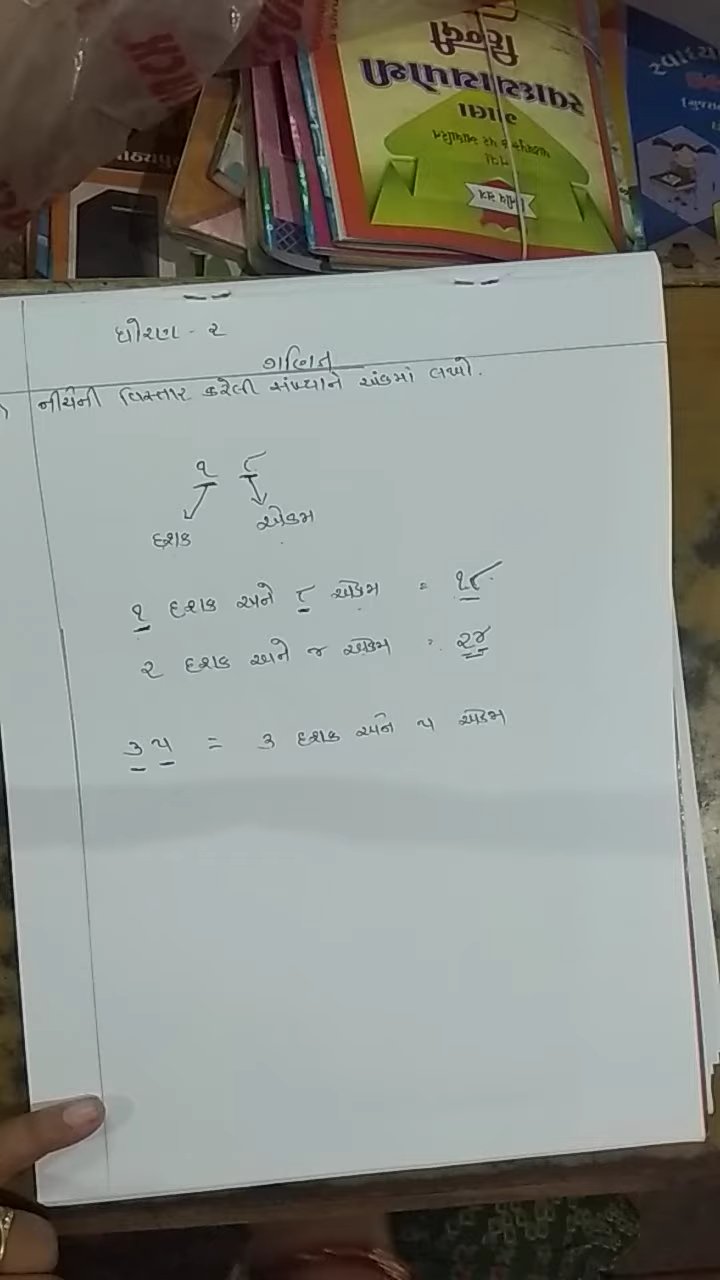 હિન્દી
સ્વાધ્યાયપોથી
ધોરણ - ૨
ગણિત
નીચેની વિસ્તાર કરેલી સંખ્યાને અંકમાં લખો.
૧ ૮
દશક એકમ
૧ દશક અને ૮ એકમ = ૧૮
૨ દશક અને ૪ એકમ = ૨૪
૩૫ = ૩ દશક અને ૫ એકમ